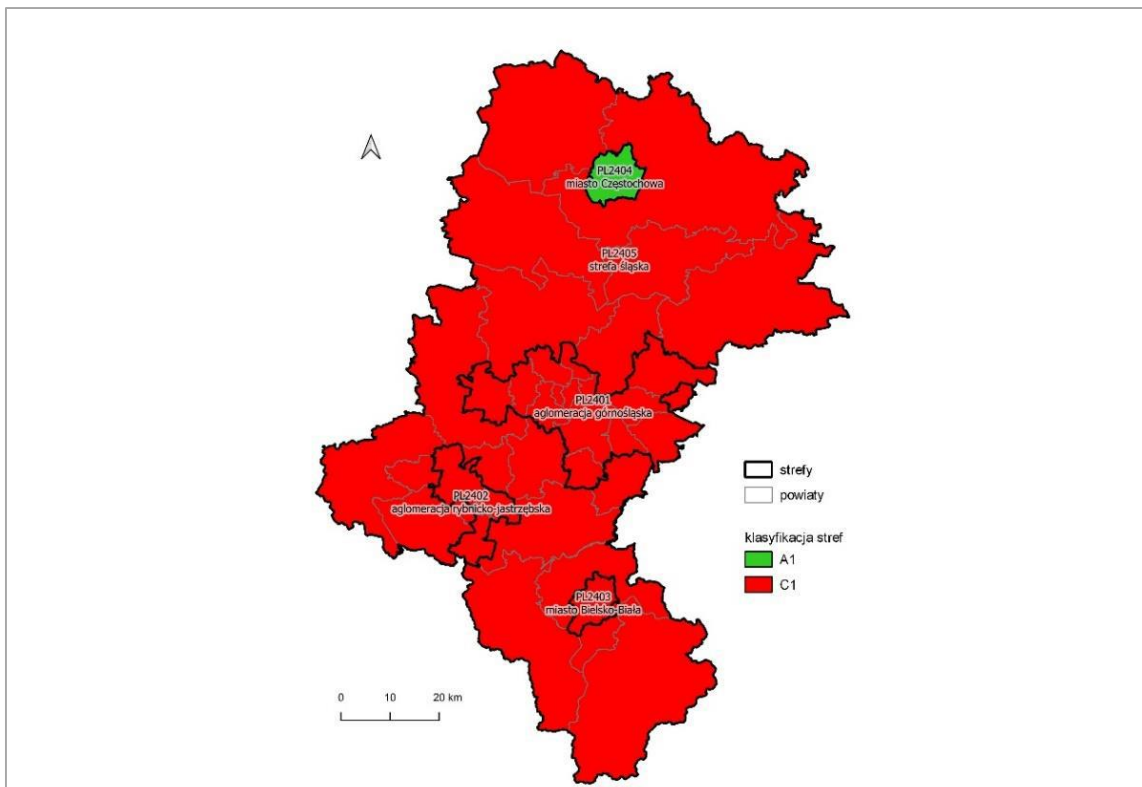 PL2404
miasto Częstochowa
PL2405
strefa śląska
PL2401
aglomeracja górnośląska
strefy
PL2402
powiaty
aglomeracja rybnicko-jastrzębska
klasyfikacja stref
A1
C1
PL2403
miasto Bielsko-Biała
0 10 20 km